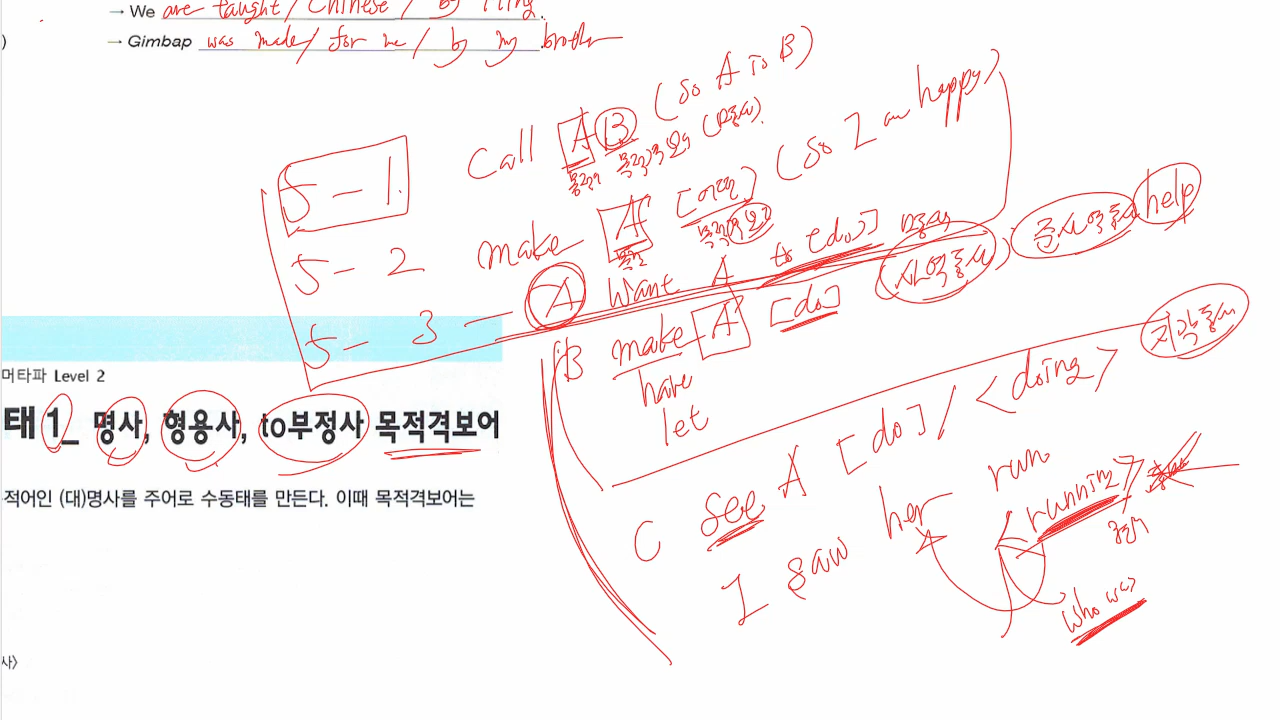 → We are taught / Chinese / by Ming.
→ Gimbap was made / for me / by my brother
5-1. call A B (so A is B)
목적어 목적격보어 (명사)
5-2 make A [어떤] (so I am happy)
목적격보어
5-3 - A want A to [do]
사역동사 준사역동사 help
B make A [do]
have
let
지각동사
C see A [do] / <doing>
run
I saw her <running>
who was
머타파 Level 2
태 1_ 명사, 형용사, to부정사 목적격보어
적어인 (대)명사를 주어로 수동태를 만든다. 이때 목적격보어는
사〉